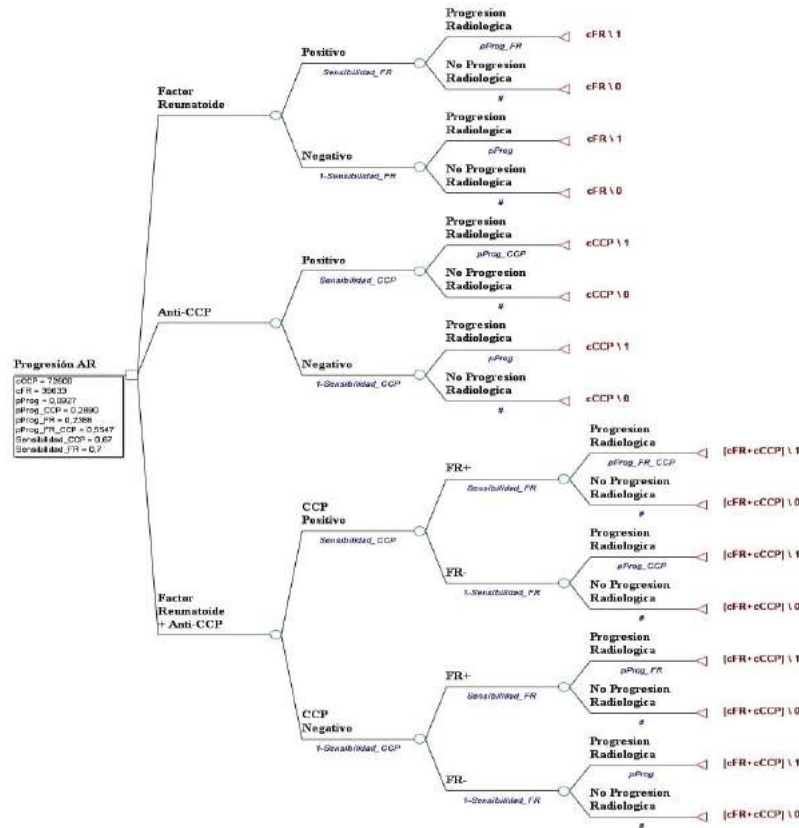 Progresion
Radiologica
pProg_FR
cFR \ 1
Positivo
Sensibilidad_FR
No Progresion
Radiologica
#
cFR \ 0
Factor
Reumatoide
Progresion
Radiologica
pProg
cFR \ 1
Negativo
1-Sensibilidad_FR
No Progresion
Radiologica
#
cFR \ 0
Progresion
Radiologica
pProg_CCP
cCCP \ 1
Positivo
Sensibilidad_CCP
No Progresion
Radiologica
#
cCCP \ 0
Anti-CCP
Progresion
Radiologica
pProg
cCCP \ 1
Negativo
1-Sensibilidad_CCP
No Progresion
Radiologica
#
cCCP \ 0
Progresión AR
cCCP = 72600
cFR = 39633
pProg = 0,0927
pProg_CCP = 0,2890
pProg_FR = 0,2388
pProg_FR_CCP = 0,5547
Sensibilidad_CCP = 0,67
Sensibilidad_FR = 0,7
Progresion
Radiologica
pProg_FR_CCP
[cFR+cCCP] \ 1
FR+
Sensibilidad_FR
No Progresion
Radiologica
#
[cFR+cCCP] \ 0
CCP
Positivo
Sensibilidad_CCP
Progresion
Radiologica
pProg_CCP
[cFR+cCCP] \ 1
FR-
1-Sensibilidad_FR
No Progresion
Radiologica
#
[cFR+cCCP] \ 0
Factor
Reumatoide
+ Anti-CCP
Progresion
Radiologica
pProg_FR
[cFR+cCCP] \ 1
FR+
Sensibilidad_FR
No Progresion
Radiologica
#
[cFR+cCCP] \ 0
CCP
Negativo
1-Sensibilidad_CCP
Progresion
Radiologica
pProg
[cFR+cCCP] \ 1
FR-
1-Sensibilidad_FR
No Progresion
Radiologica
#
[cFR+cCCP] \ 0